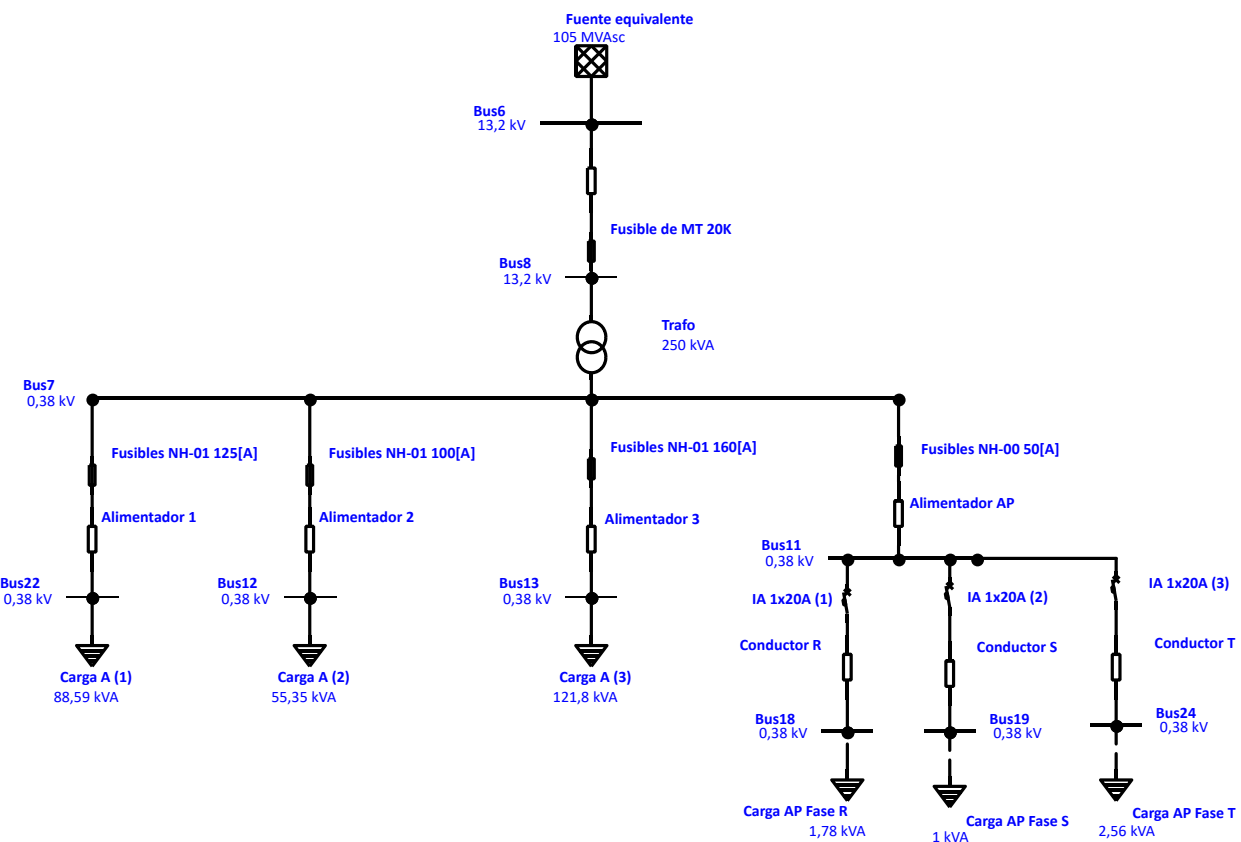 Fuente equivalente
105 MVAsc
Bus6
13,2 kV
Fusible de MT 20K
Bus8
13,2 kV
Trafo
250 kVA
Bus7
0,38 kV
Fusibles NH-01 125[A]
Fusibles NH-01 100[A]
Fusibles NH-01 160[A]
Fusibles NH-00 50[A]
Alimentador 1
Alimentador 2
Alimentador 3
Alimentador AP
Bus11
0,38 kV
Bus22
0,38 kV
Bus12
0,38 kV
Bus13
0,38 kV
IA 1x20A (1)
IA 1x20A (2)
IA 1x20A (3)
Conductor R
Conductor S
Conductor T
Carga A (1)
88,59 kVA
Carga A (2)
55,35 kVA
Carga A (3)
121,8 kVA
Bus18
0,38 kV
Bus19
0,38 kV
Bus24
0,38 kV
Carga AP Fase R
1,78 kVA
Carga AP Fase S
1 kVA
Carga AP Fase T
2,56 kVA